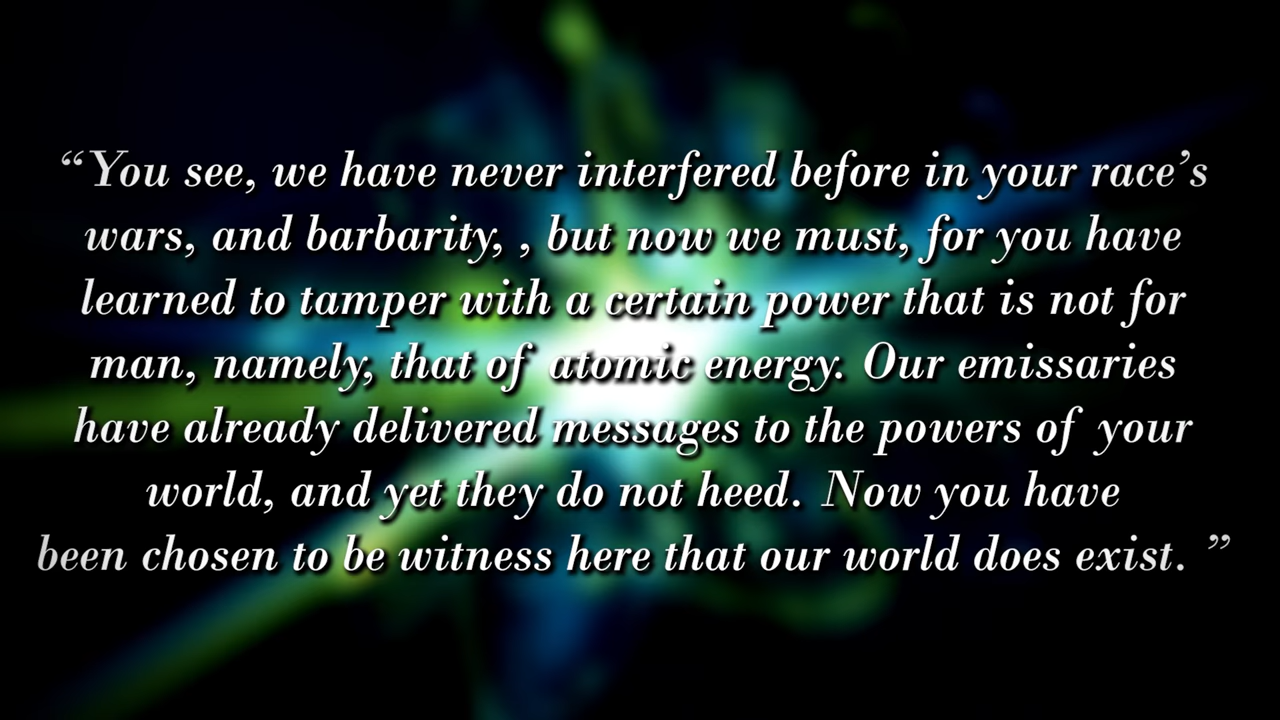 “You see, we have never interfered before in your race’s
wars, and barbarity, , but now we must, for you have
learned to tamper with a certain power that is not for
man, namely, that of atomic energy. Our emissaries
have already delivered messages to the powers of your
world, and yet they do not heed. Now you have
been chosen to be witness here that our world does exist. ”